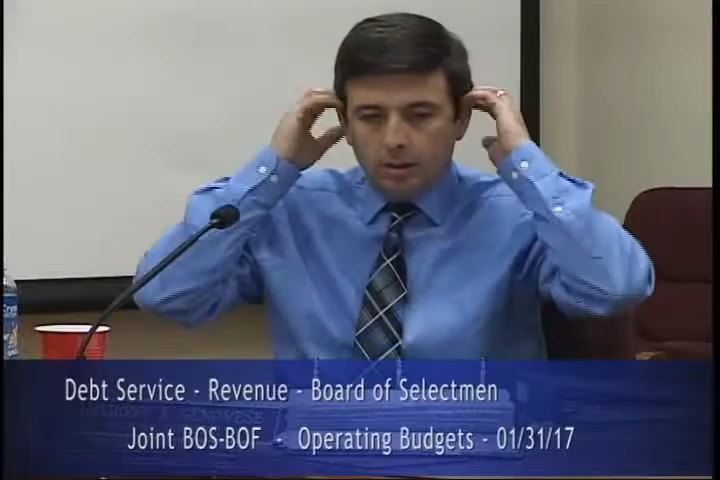 Debt Service - Revenue - Board of Selectmen
Joint BOS-BOF - Operating Budgets - 01/31/17